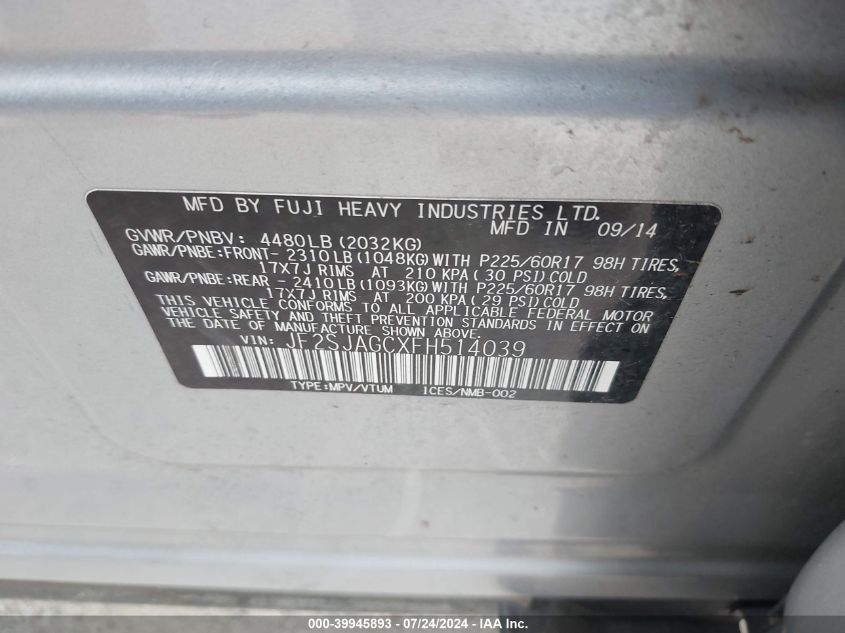 MFD BY FUJI HEAVY INDUSTRIES LTD.
MFD IN 09/14
GVWR/PNBV: 4480LB(2032KG)
GAWR/PNBE:FRONT- 2310LB(1048KG)WITH P225/60R17 98H TIRES,
17X7J RIMS AT 210 KPA(30 PSI)COLD
GAWR/PNBE:REAR - 2410LB(1093KG)WITH P225/60R17 98H TIRES,
17X7J RIMS AT 200 KPA(29 PSI)COLD
THIS VEHICLE CONFORMS TO ALL APPLICABLE FEDERAL MOTOR
VEHICLE SAFETY AND THEFT PREVENTION STANDARDS IN EFFECT ON
THE DATE OF MANUFACTURE SHOWN ABOVE.
VIN: JF2SJAGCXFH514039
TYPE:MPV/VTUM ICES/NMB-002
000-39945893 - 07/24/2024 - IAAI.COM